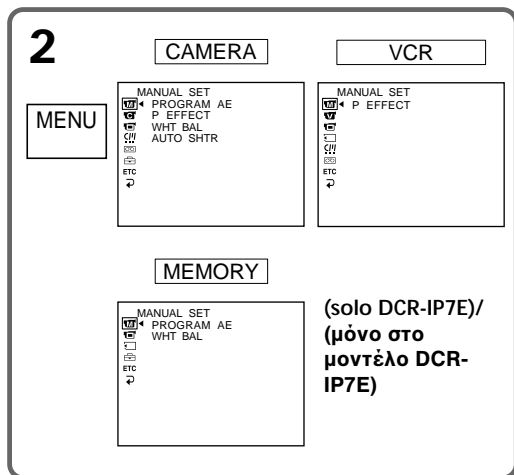 2
CAMERA
VCR
MENU
MANUAL SET
PROGRAM AE
P EFFECT
WHT BAL
AUTO SHTR
ETC
MANUAL SET
P EFFECT
ETC
MEMORY
MANUAL SET
PROGRAM AE
WHT BAL
ETC
(solo DCR-IP7E)/
(μόνο στο
μοντέλο DCR-
IP7E)